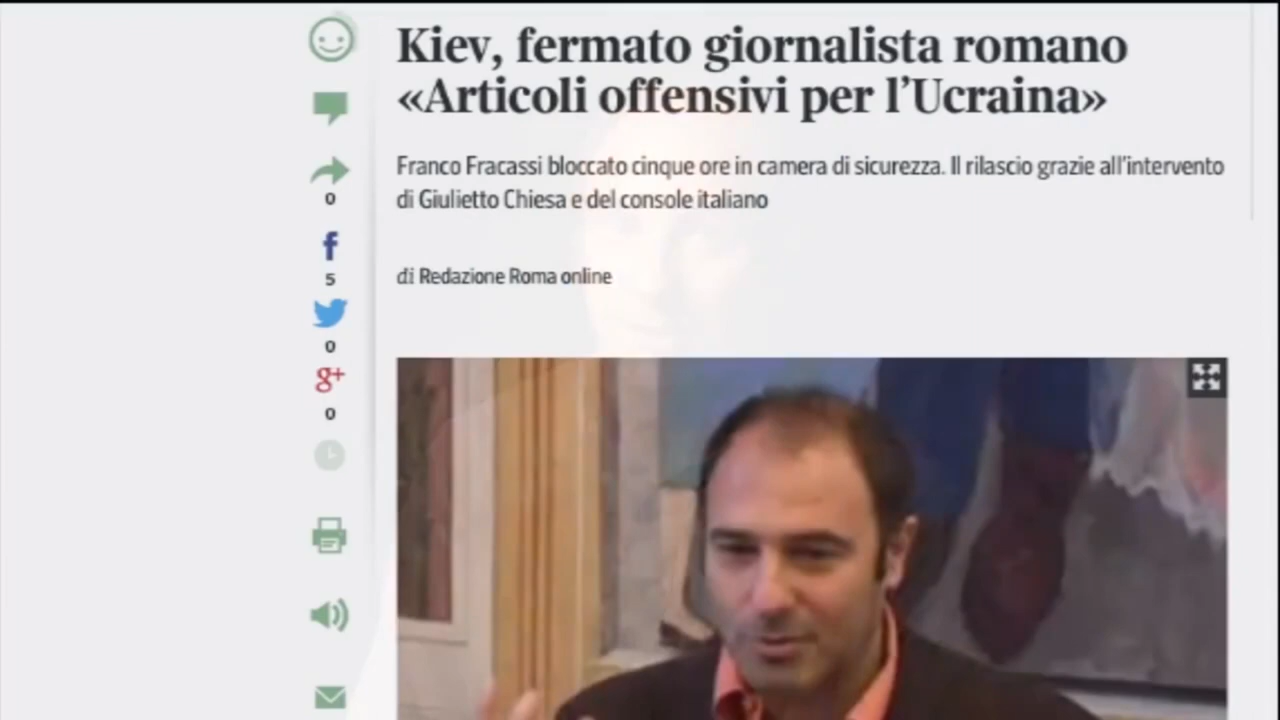 Kiev, fermato giornalista romano
«Articoli offensivi per l'Ucraina»
Franco Fracassi bloccato cinque ore in camera di sicurezza. Il rilascio grazie all'intervento
di Giulietto Chiesa e del console italiano
di Redazione Roma online
0
f
5
0
g+
0